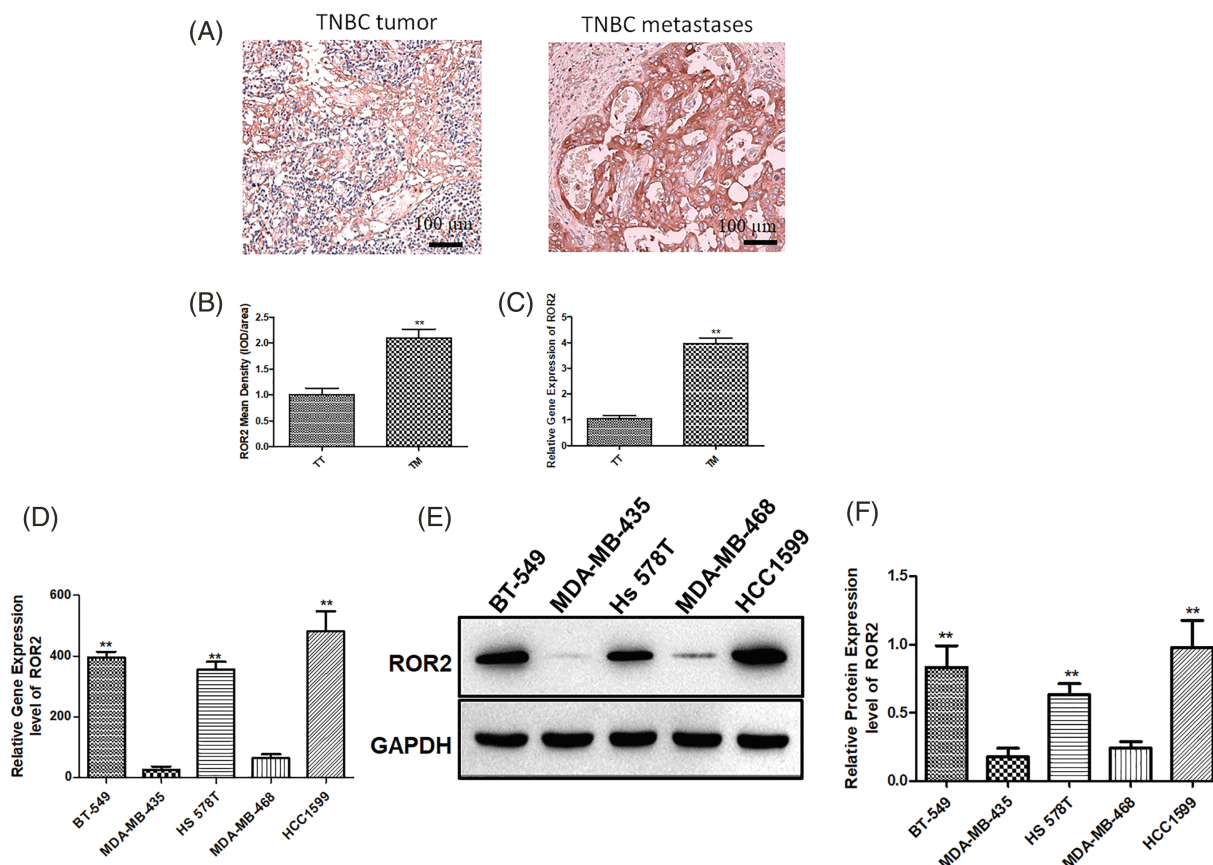 (A)
TNBC tumor
TNBC metastases
100 μm
100 μm
(B)
ROR2 Mean Density (IOD/area)
2.5
2.0
1.5
1.0
0.5
0.0
**
TT
TM
(C)
Relative Gene Expression of ROR2
5
4
3
2
1
0
**
TT
TM
(D)
Relative Gene Expression
level of ROR2
600
400
200
0
**
**
**
BT-549
MDA-MB-435
HS 578T
MDA-MB-468
HCC1599
(E)
BT-549
MDA-MB-435
Hs 578T
MDA-MB-468
HCC1599
ROR2
GAPDH
(F)
Relative Protein Expression
level of ROR2
1.5
1.0
0.5
0.0
**
**
**
BT-549
MDA-MB-435
HS 578T
MDA-MB-468
HCC1599